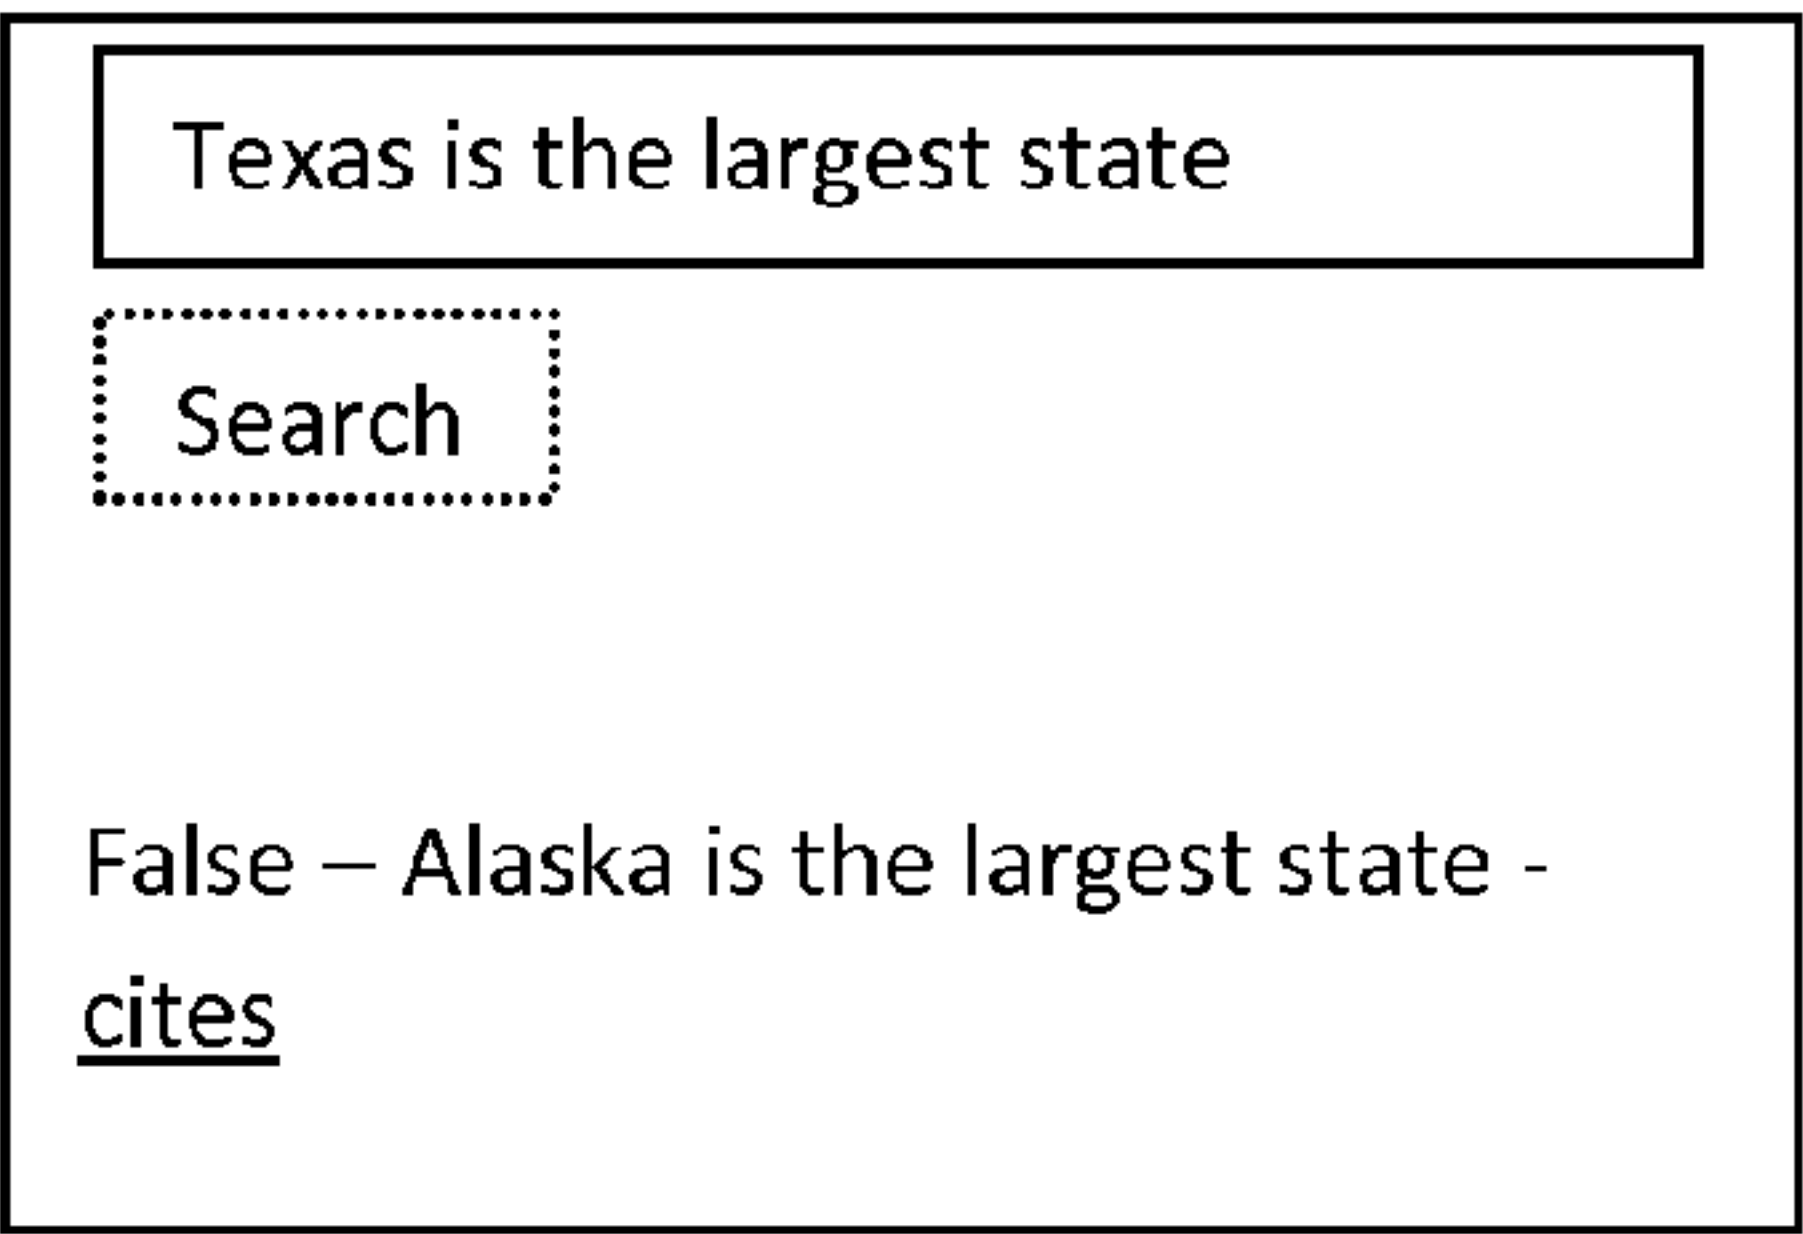 Texas is the largest state
Search
False – Alaska is the largest state -
cites